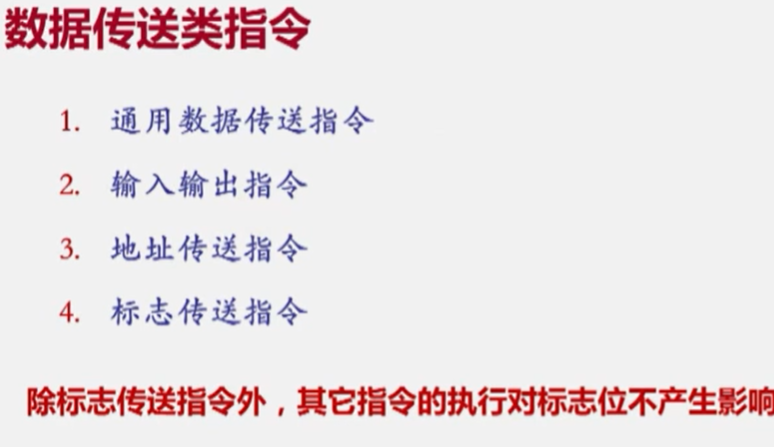 数据传送类指令
1. 通用数据传送指令
2. 输入输出指令
3. 地址传送指令
4. 标志传送指令
除标志传送指令外，其它指令的执行对标志位不产生影响